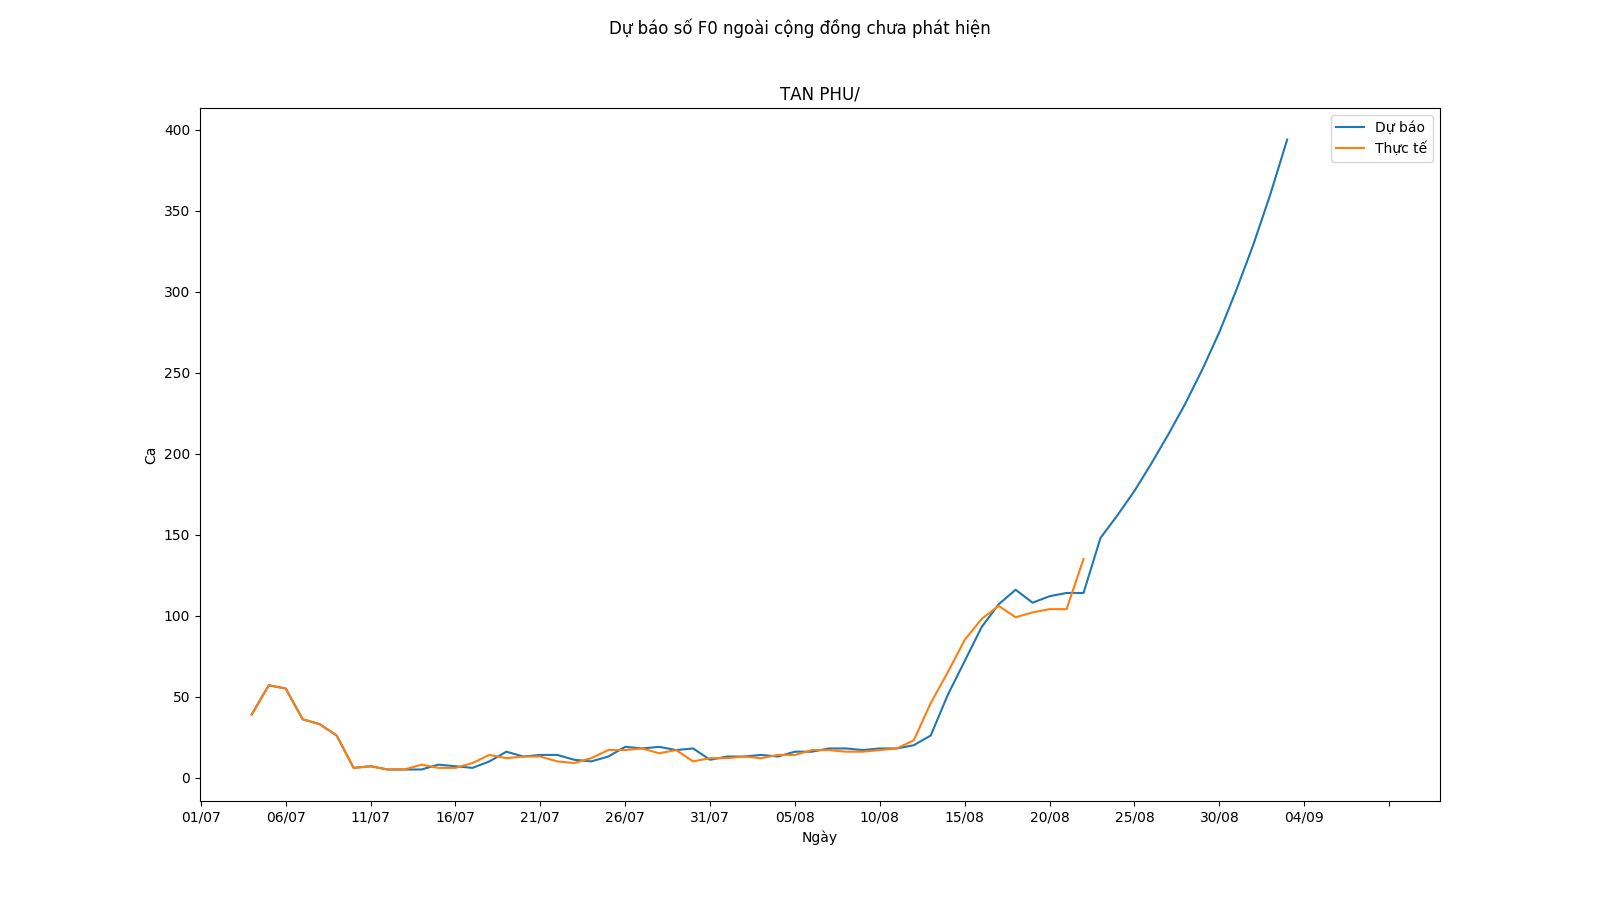 Dự báo số F0 ngoài cộng đồng chưa phát hiện
TAN PHU/
Dự báo
Thực tế
400
350
300
250
200
150
100
50
0
Ca
01/07 06/07 11/07 16/07 21/07 26/07 31/07 05/08 10/08 15/08 20/08 25/08 30/08 04/09
Ngày